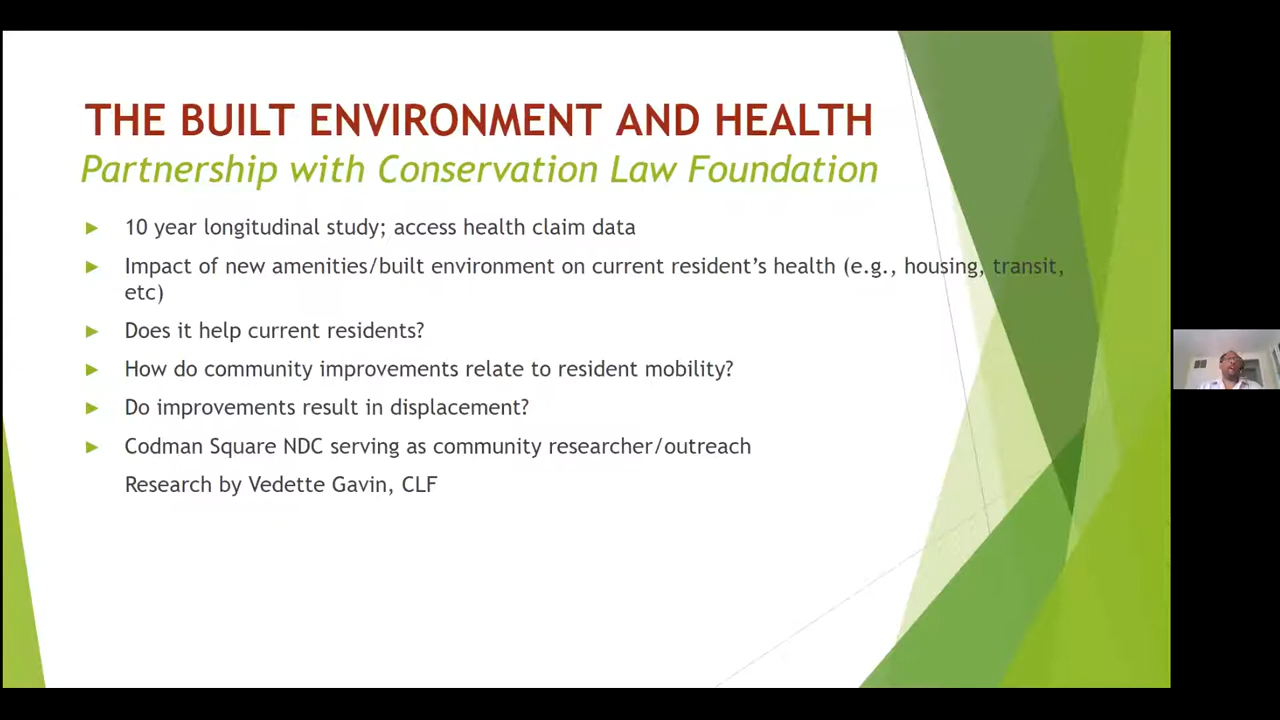 THE BUILT ENVIRONMENT AND HEALTH
Partnership with Conservation Law Foundation
10 year longitudinal study; access health claim data
Impact of new amenities/built environment on current resident's health (e.g., housing, transit,
etc)
Does it help current residents?
How do community improvements relate to resident mobility?
Do improvements result in displacement?
Codman Square NDC serving as community researcher/outreach
Research by Vedette Gavin, CLF